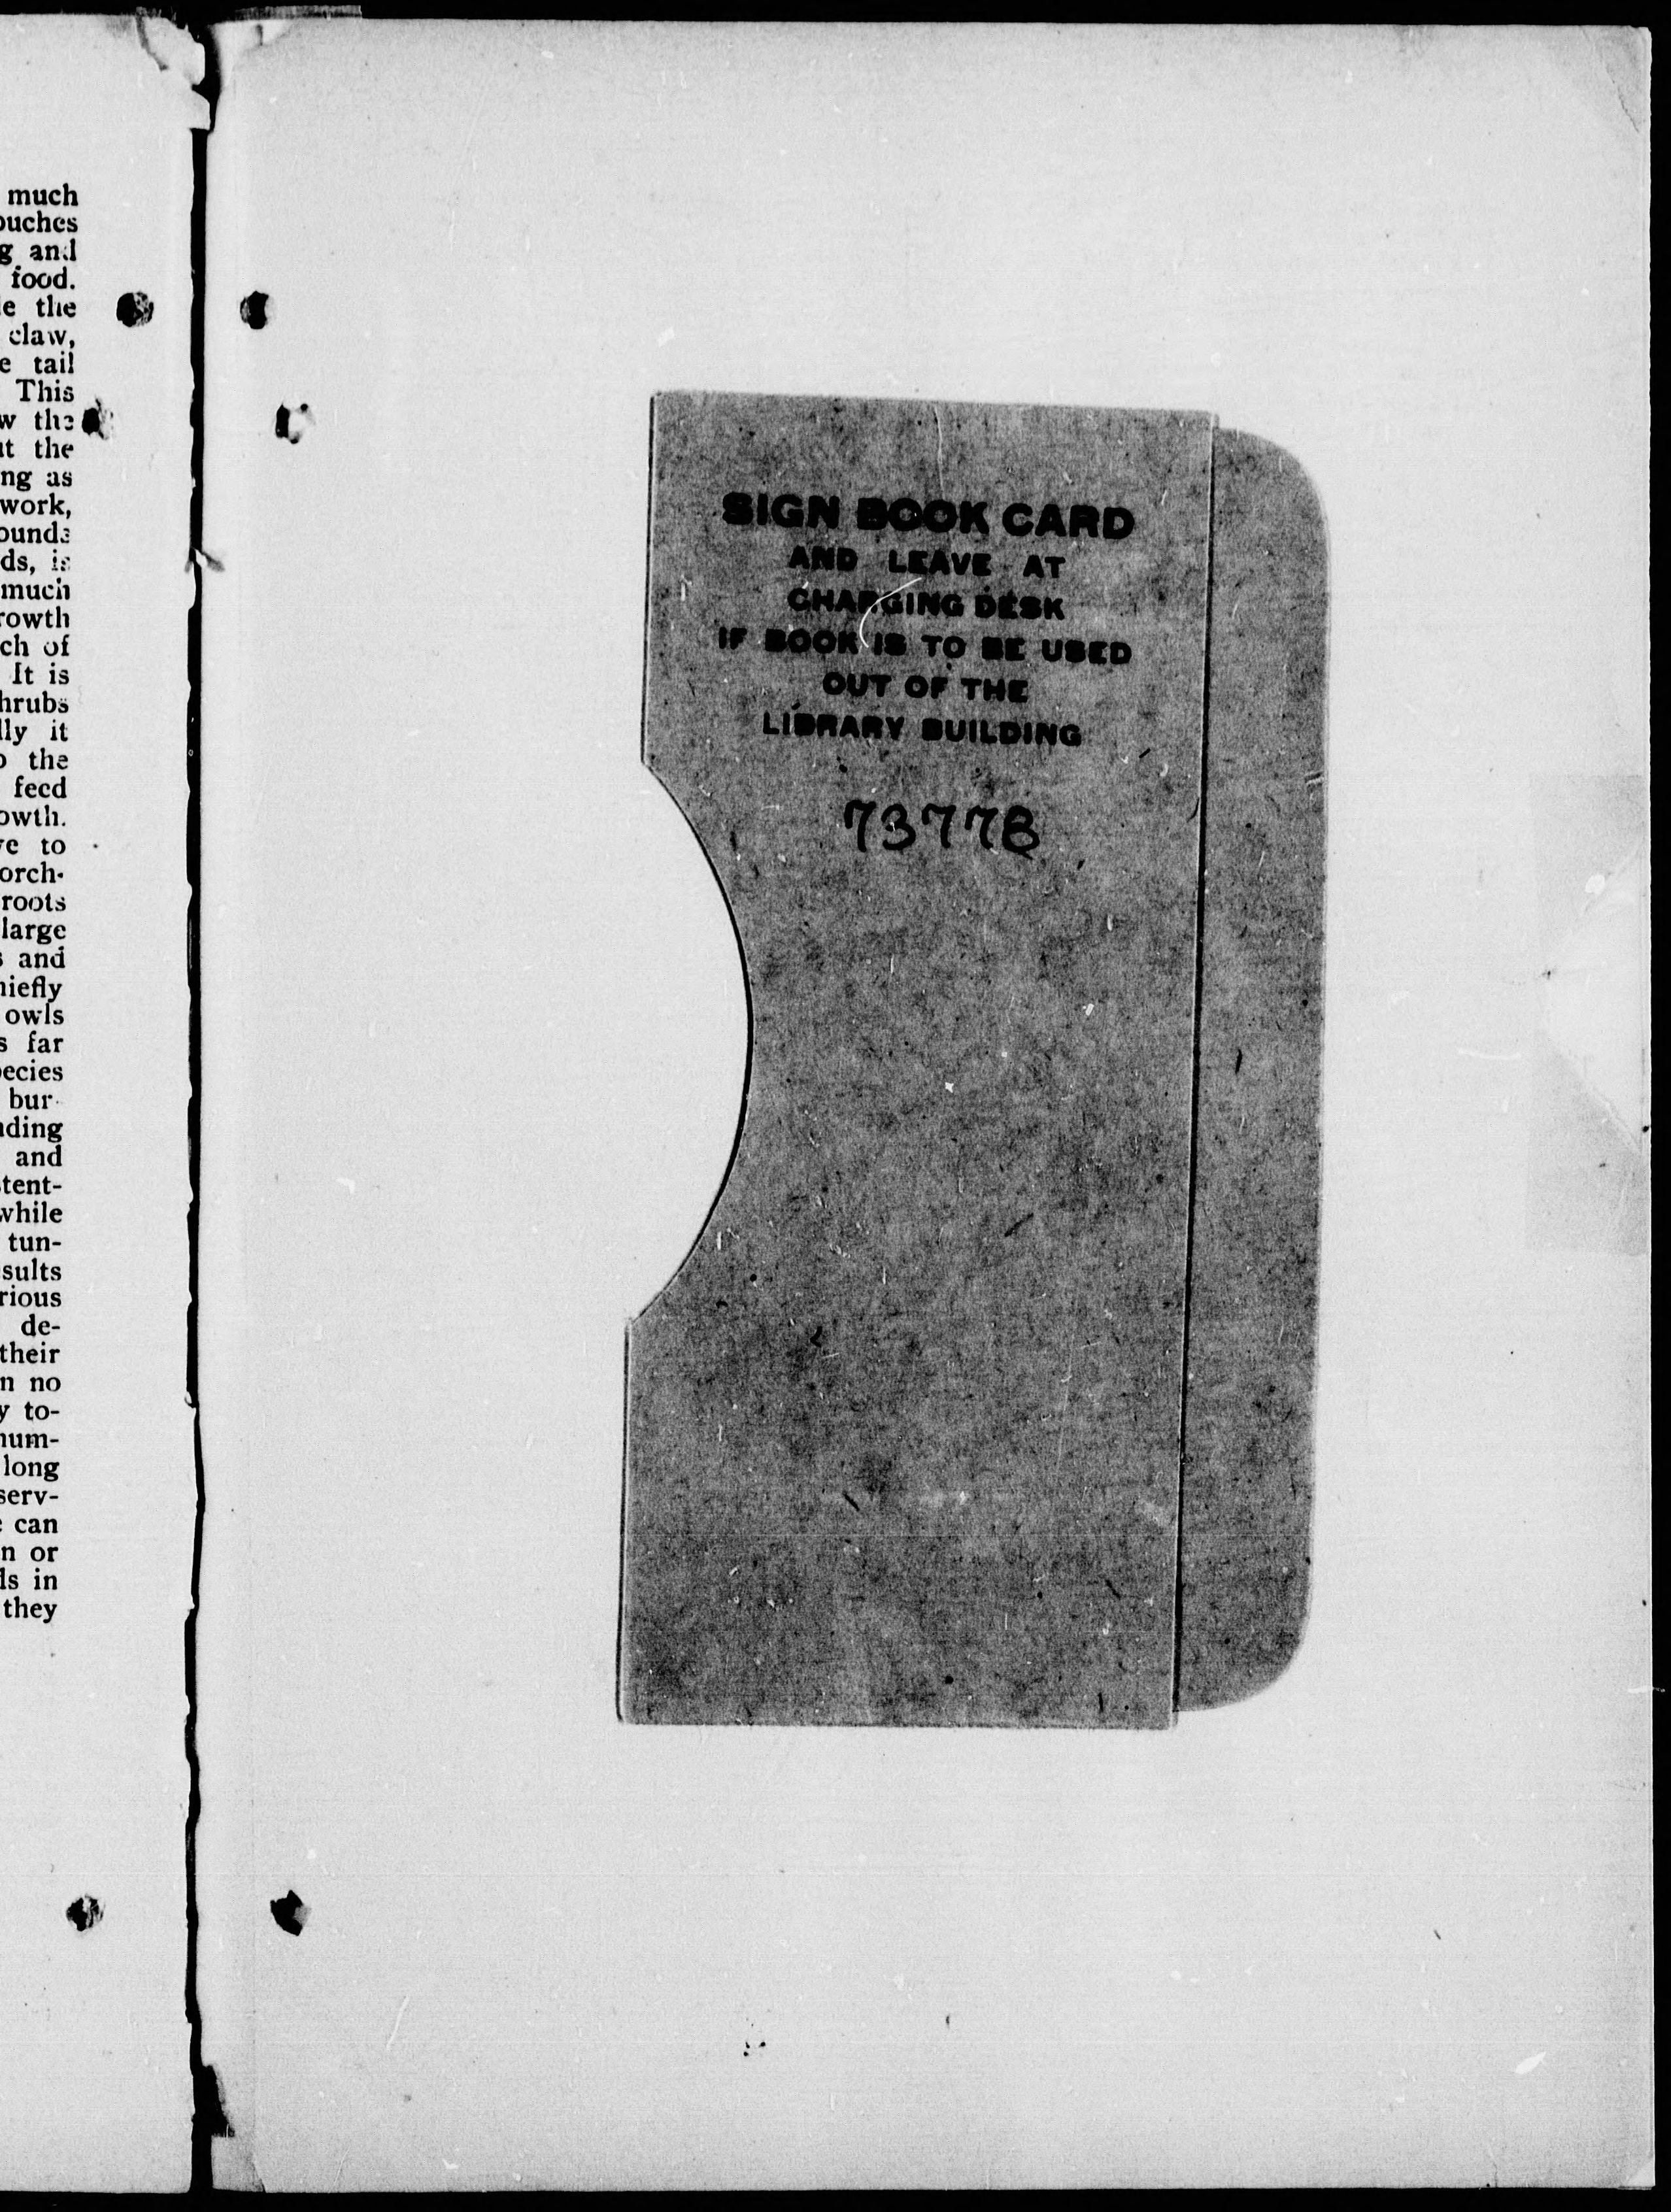 much
ouches
g and
food.
e the
claw,
e tail
This
w the
ut the
ng as
work,
ounds
ds, is
much
rowth
ch of
It is
hrubs
lly it
o the
feed
owth.
ve to
orch-
roots
large
s and
hiefly
owls
s far
pecies
bur-
nding
and
stent-
while
tun-
sults
rious
de-
their
n no
y to-
num-
long
serv-
e can
n or
ds in
they
SIGN BOOK CARD
AND LEAVE AT
CHARGING DESK
IF BOOK IS TO BE USED
OUT OF THE
LIBRARY BUILDING
73778